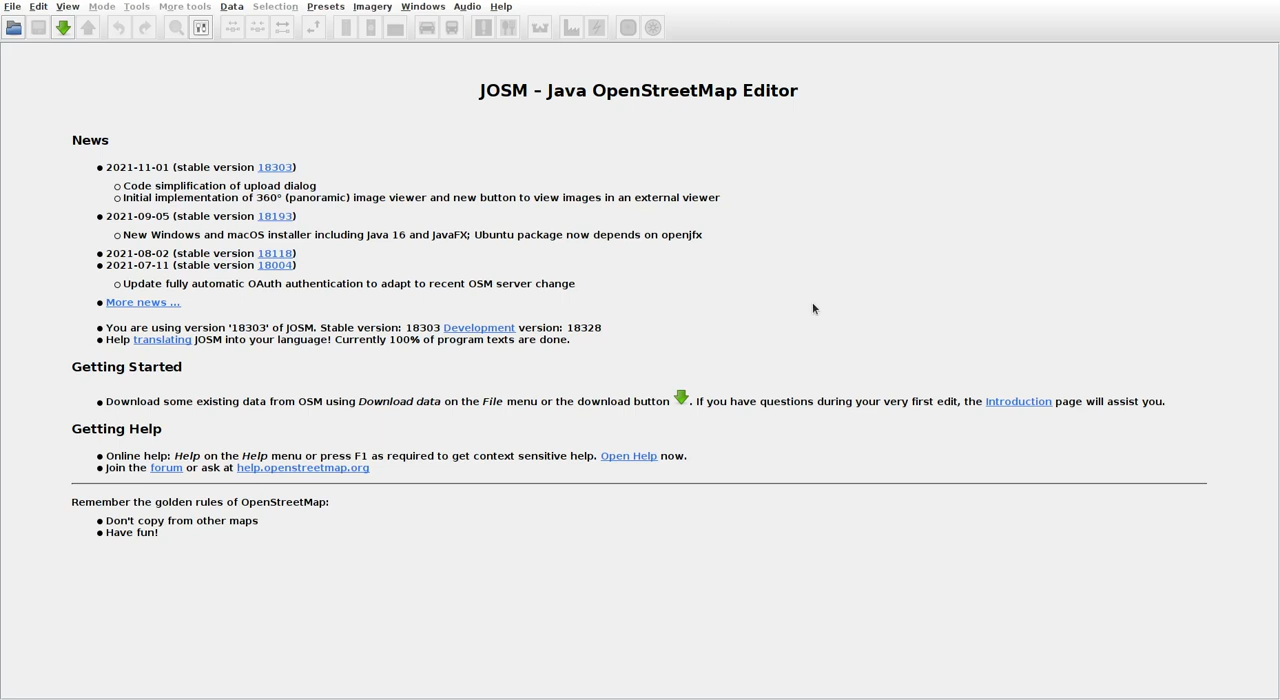 File Edit View Mode Tools More tools Data Selection Presets Imagery Windows Audio Help
JOSM – Java OpenStreetMap Editor
News
2021-11-01 (stable version 18303)
Code simplification of upload dialog
Initial implementation of 360° (panoramic) image viewer and new button to view images in an external viewer
2021-09-05 (stable version 18193)
New Windows and macOS installer including Java 16 and JavaFX; Ubuntu package now depends on openjfx
2021-08-02 (stable version 18118)
2021-07-11 (stable version 18004)
Update fully automatic OAuth authentication to adapt to recent OSM server change
More news ...
You are using version '18303' of JOSM. Stable version: 18303 Development version: 18328
Help translating JOSM into your language! Currently 100% of program texts are done.
Getting Started
Download some existing data from OSM using Download data on the File menu or the download button . If you have questions during your very first edit, the Introduction page will assist you.
Getting Help
Online help: Help on the Help menu or press F1 as required to get context sensitive help. Open Help now.
Join the forum or ask at help.openstreetmap.org
Remember the golden rules of OpenStreetMap:
Don't copy from other maps
Have fun!